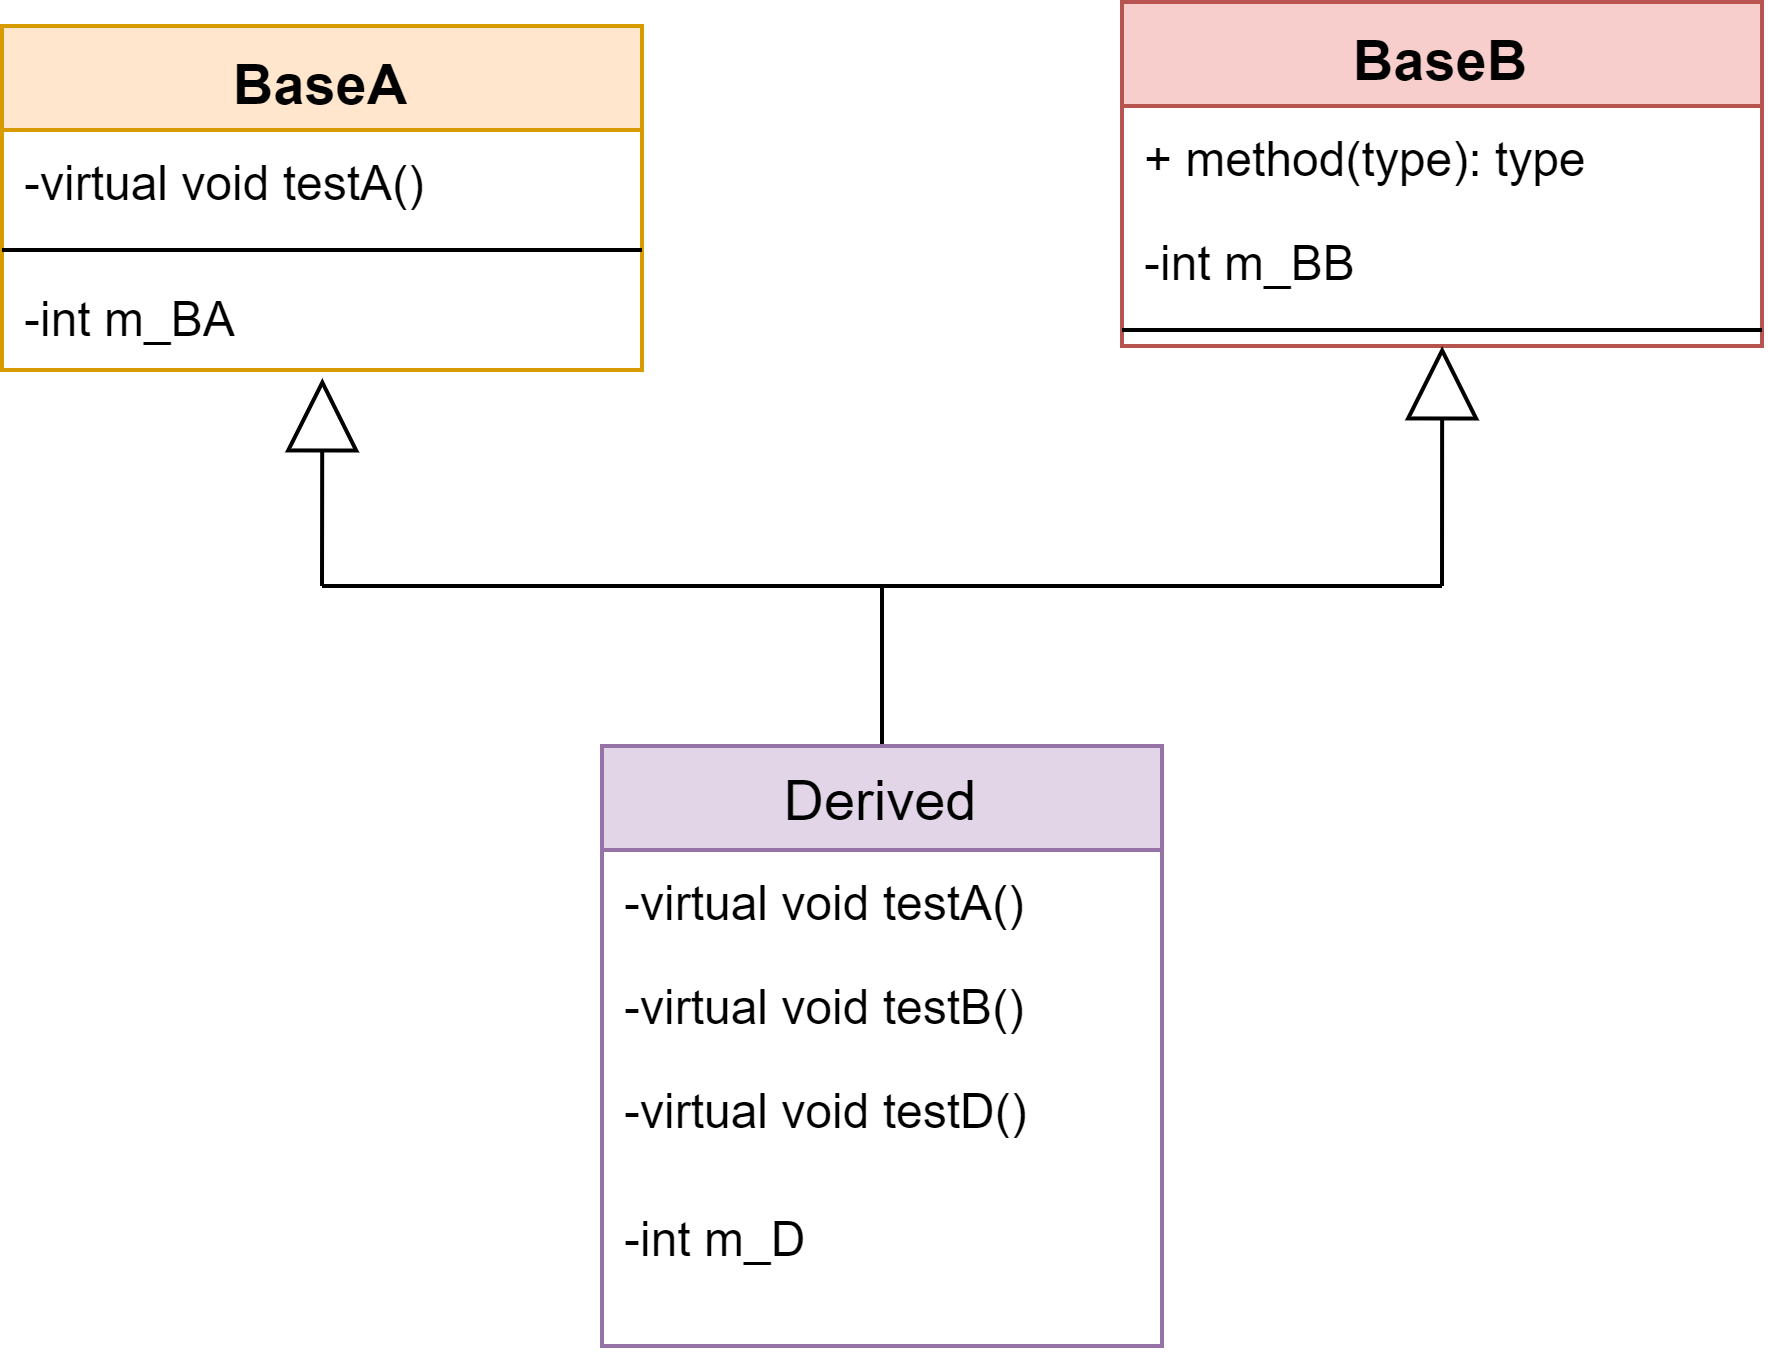 BaseA
-virtual void testA()
-int m_BA
BaseB
+ method(type): type
-int m_BB
Derived
-virtual void testA()
-virtual void testB()
-virtual void testD()
-int m_D